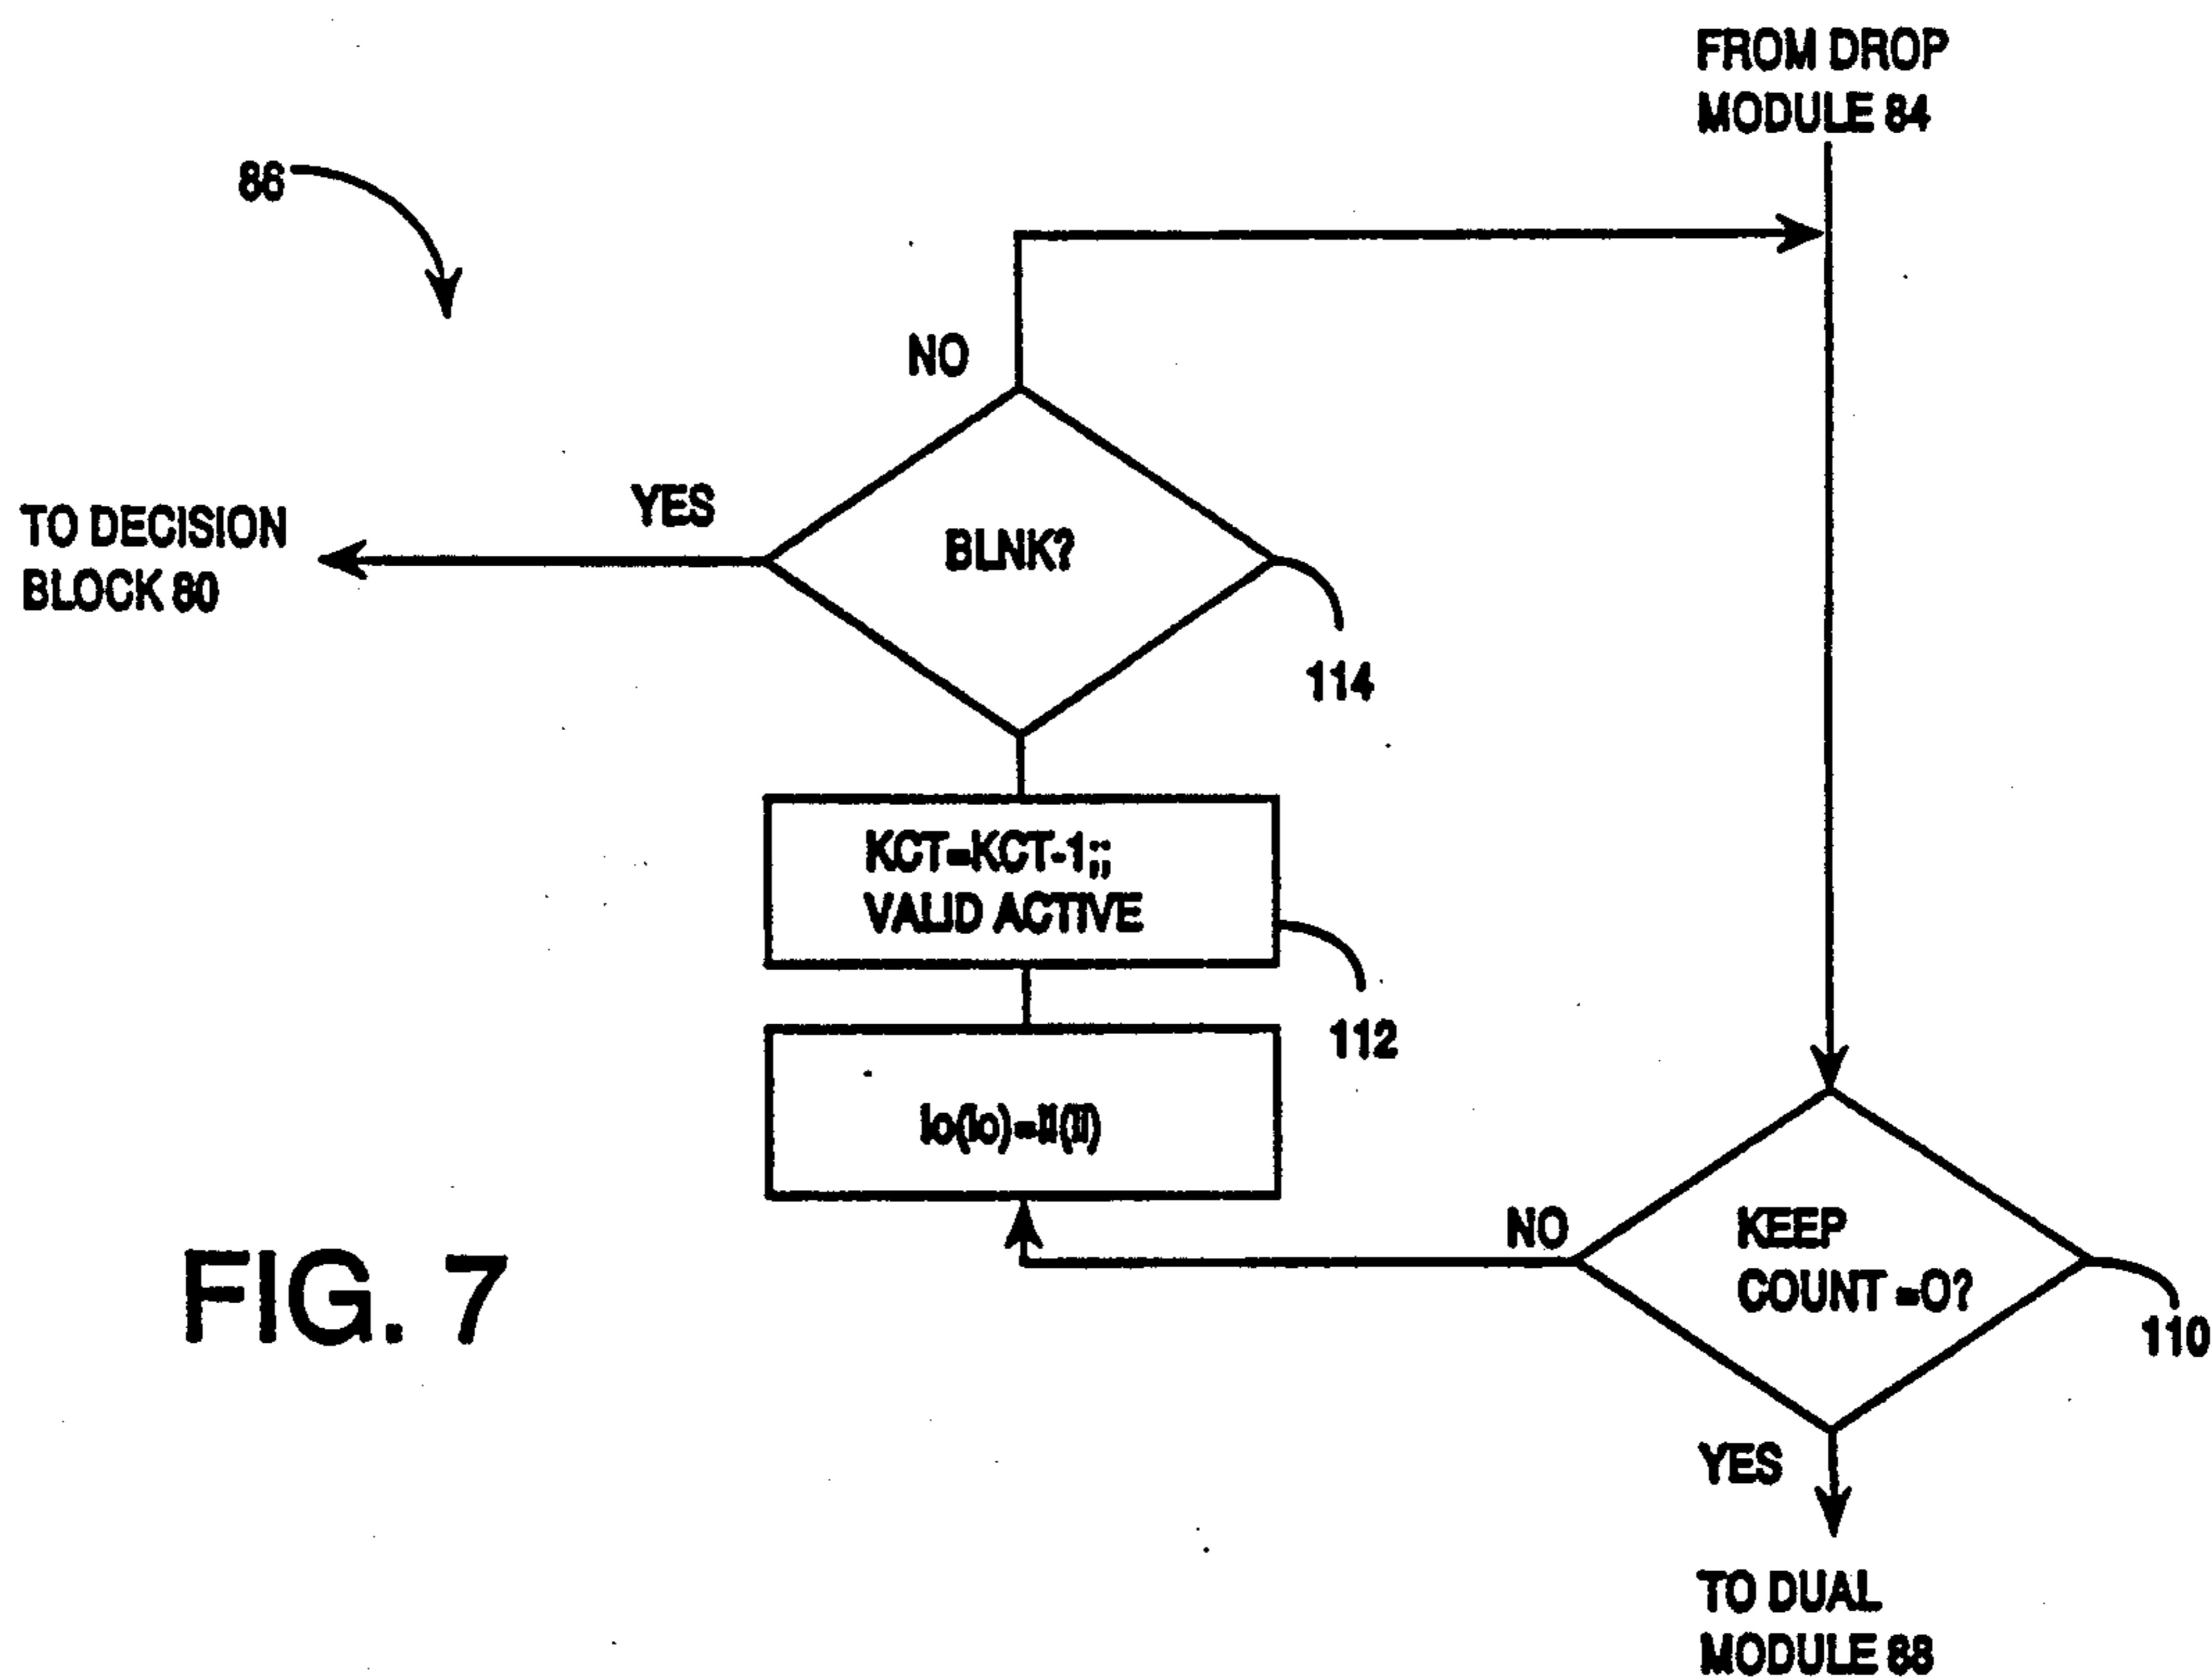 FROM DROP
MODULE 84
86
NO
YES
TO DECISION
BLOCK 80
BLNK?
114
KCT=KCT-1;;
VALID ACTIVE
112
Io(Io)=II(II)
NO
KEEP
COUNT =O?
110
FIG. 7
YES
TO DUAL
MODULE 88